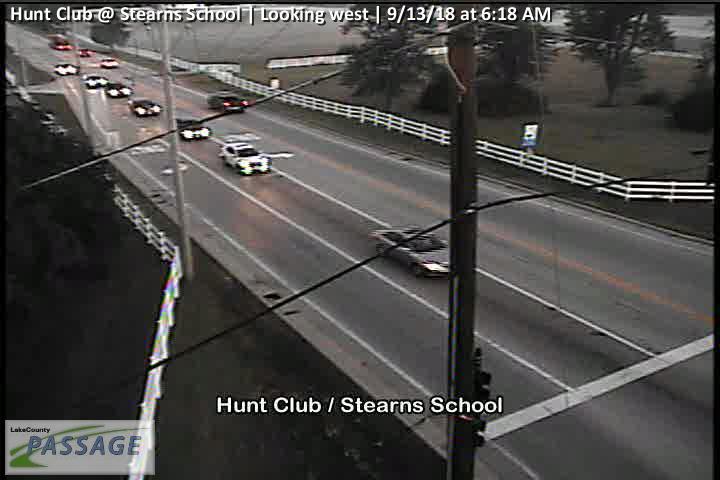 Hunt Club @ Stearns School | Looking west | 9/13/18 at 6:18 AM
Hunt Club / Stearns School
LakeCounty
PASSAGE